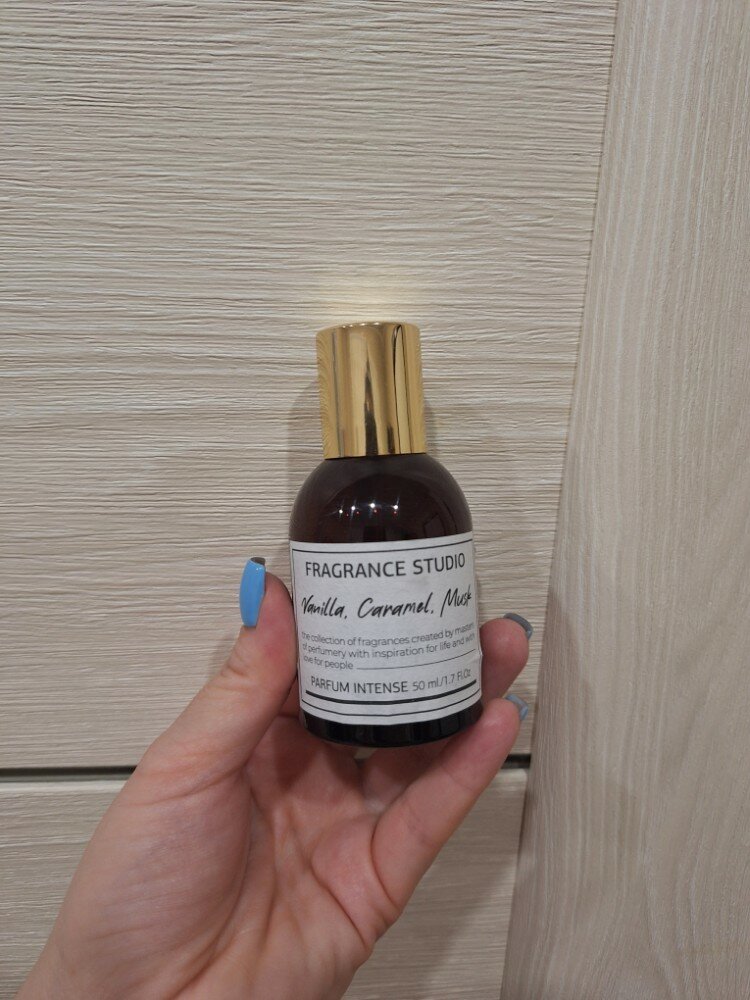 FRAGRANCE STUDIO
Vanilla, Caramel, Musk
the collection of fragrances created by masters
of perfumery with inspiration for life and with
love for people
PARFUM INTENSE 50 ml./1.7 Fl.Oz